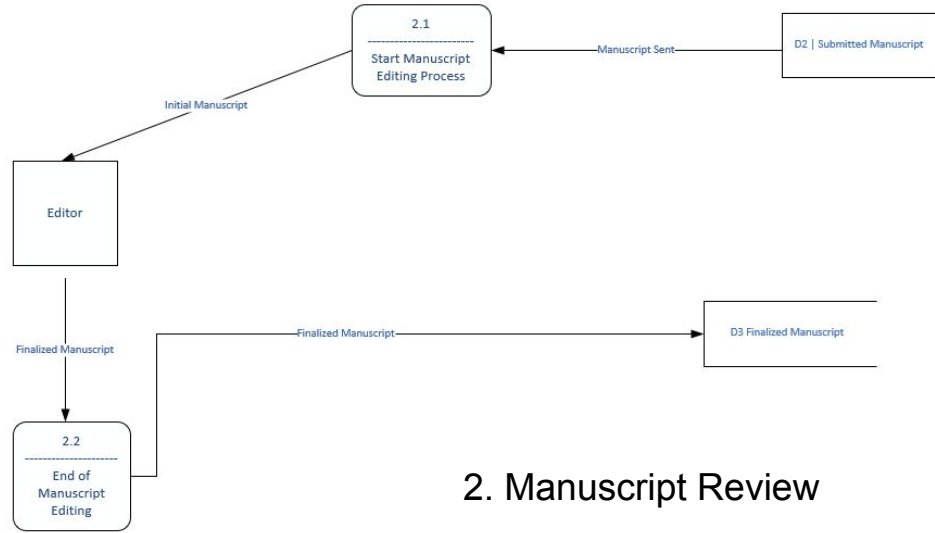 2.1
Start Manuscript
Editing Process
Manuscript Sent
D2 | Submitted Manuscript
Initial Manuscript
Editor
Finalized Manuscript
D3 Finalized Manuscript
Finalized Manuscript
2.2
End of
Manuscript
Editing
2. Manuscript Review